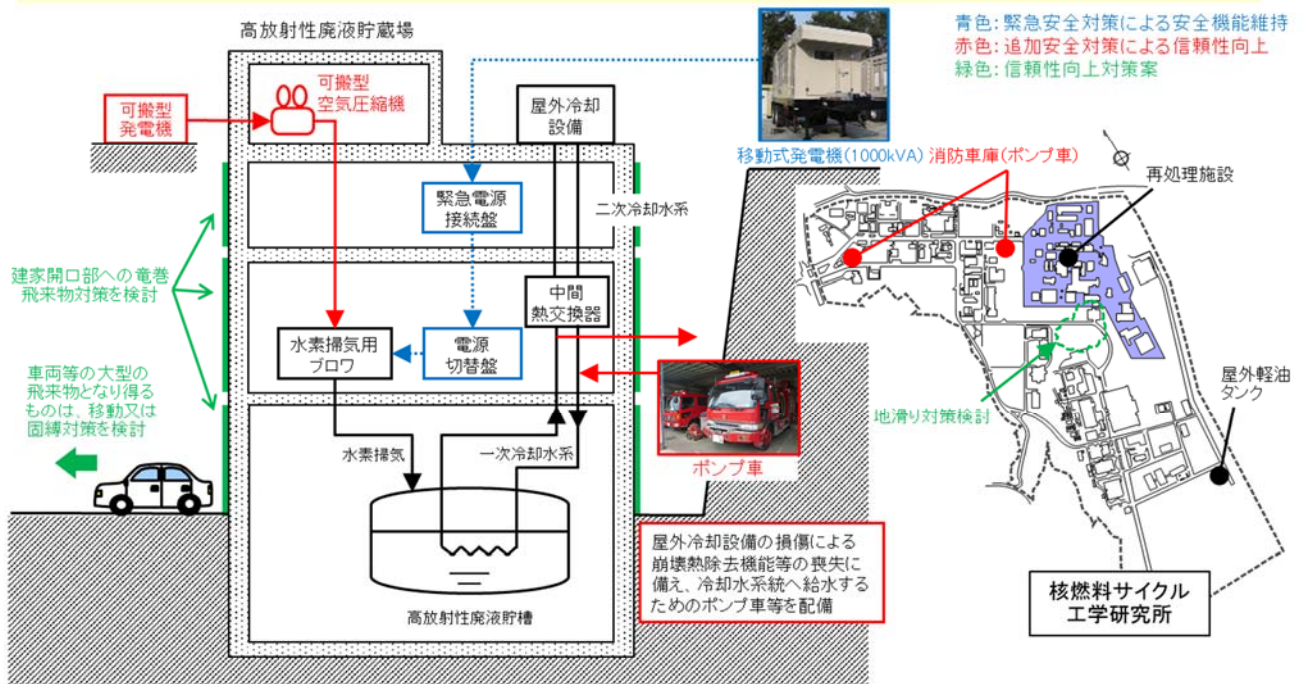 高放射性廃液貯蔵場
青色：緊急安全対策による安全機能維持
赤色：追加安全対策による信頼性向上
緑色：信頼性向上対策案
可搬型
発電機
可搬型
空気圧縮機
屋外冷却
設備
移動式発電機(1000kVA)
消防車庫(ポンプ車)
再処理施設
緊急電源
接続盤
二次冷却水系
建家開口部への竜巻
飛来物対策を検討
中間
熱交換器
水素掃気用
ブロワ
電源
切替盤
車両等の大型の
飛来物となり得る
ものは、移動又は
固縛対策を検討
屋外軽油
タンク
地滑り対策検討
水素掃気
一次冷却水系
ポンプ車
屋外冷却設備の損傷による
崩壊熱除去機能等の喪失に
備え、冷却水系統へ給水する
ためのポンプ車等を配備
高放射性廃液貯槽
核燃料サイクル
工学研究所